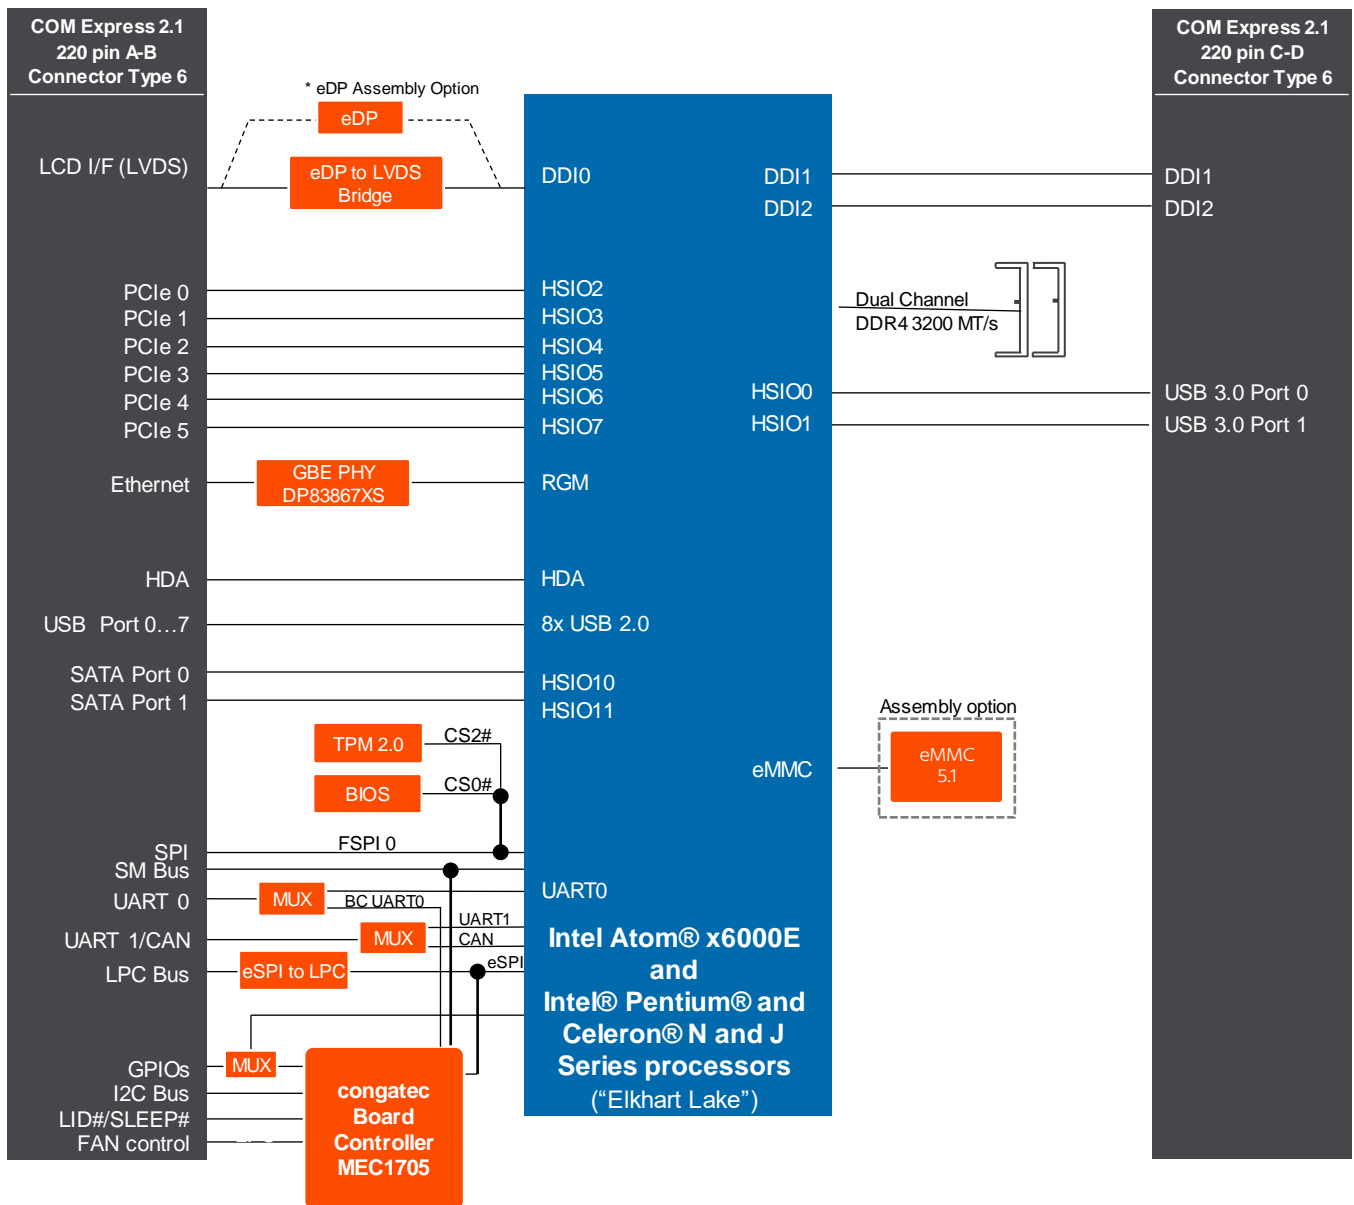 COM Express 2.1
220 pin A-B
Connector Type 6
LCD I/F (LVDS)
PCIe 0
PCIe 1
PCIe 2
PCIe 3
PCIe 4
PCIe 5
Ethernet
HDA
USB Port 0…7
SATA Port 0
SATA Port 1
SPI
SM Bus
UART 0
UART 1/CAN
LPC Bus
GPIOs
I2C Bus
LID#/SLEEP#
FAN control
* eDP Assembly Option
eDP
eDP to LVDS
Bridge
GBE PHY
DP83867XS
TPM 2.0
CS2#
BIOS
CS0#
FSPI 0
MUX
BC UART0
UART1
MUX
CAN
eSPI to LPC
eSPI
MUX
congatec
Board
Controller
MEC1705
DDI0
HSIO2
HSIO3
HSIO4
HSIO5
HSIO6
HSIO7
RGM
HDA
8x USB 2.0
HSIO10
HSIO11
UART0
DDI1
DDI2
HSIO0
HSIO1
eMMC
Intel Atom® x6000E
and
Intel® Pentium® and
Celeron® N and J
Series processors
(“Elkhart Lake”)
Dual Channel
DDR4 3200 MT/s
Assembly option
eMMC
5.1
COM Express 2.1
220 pin C-D
Connector Type 6
DDI1
DDI2
USB 3.0 Port 0
USB 3.0 Port 1